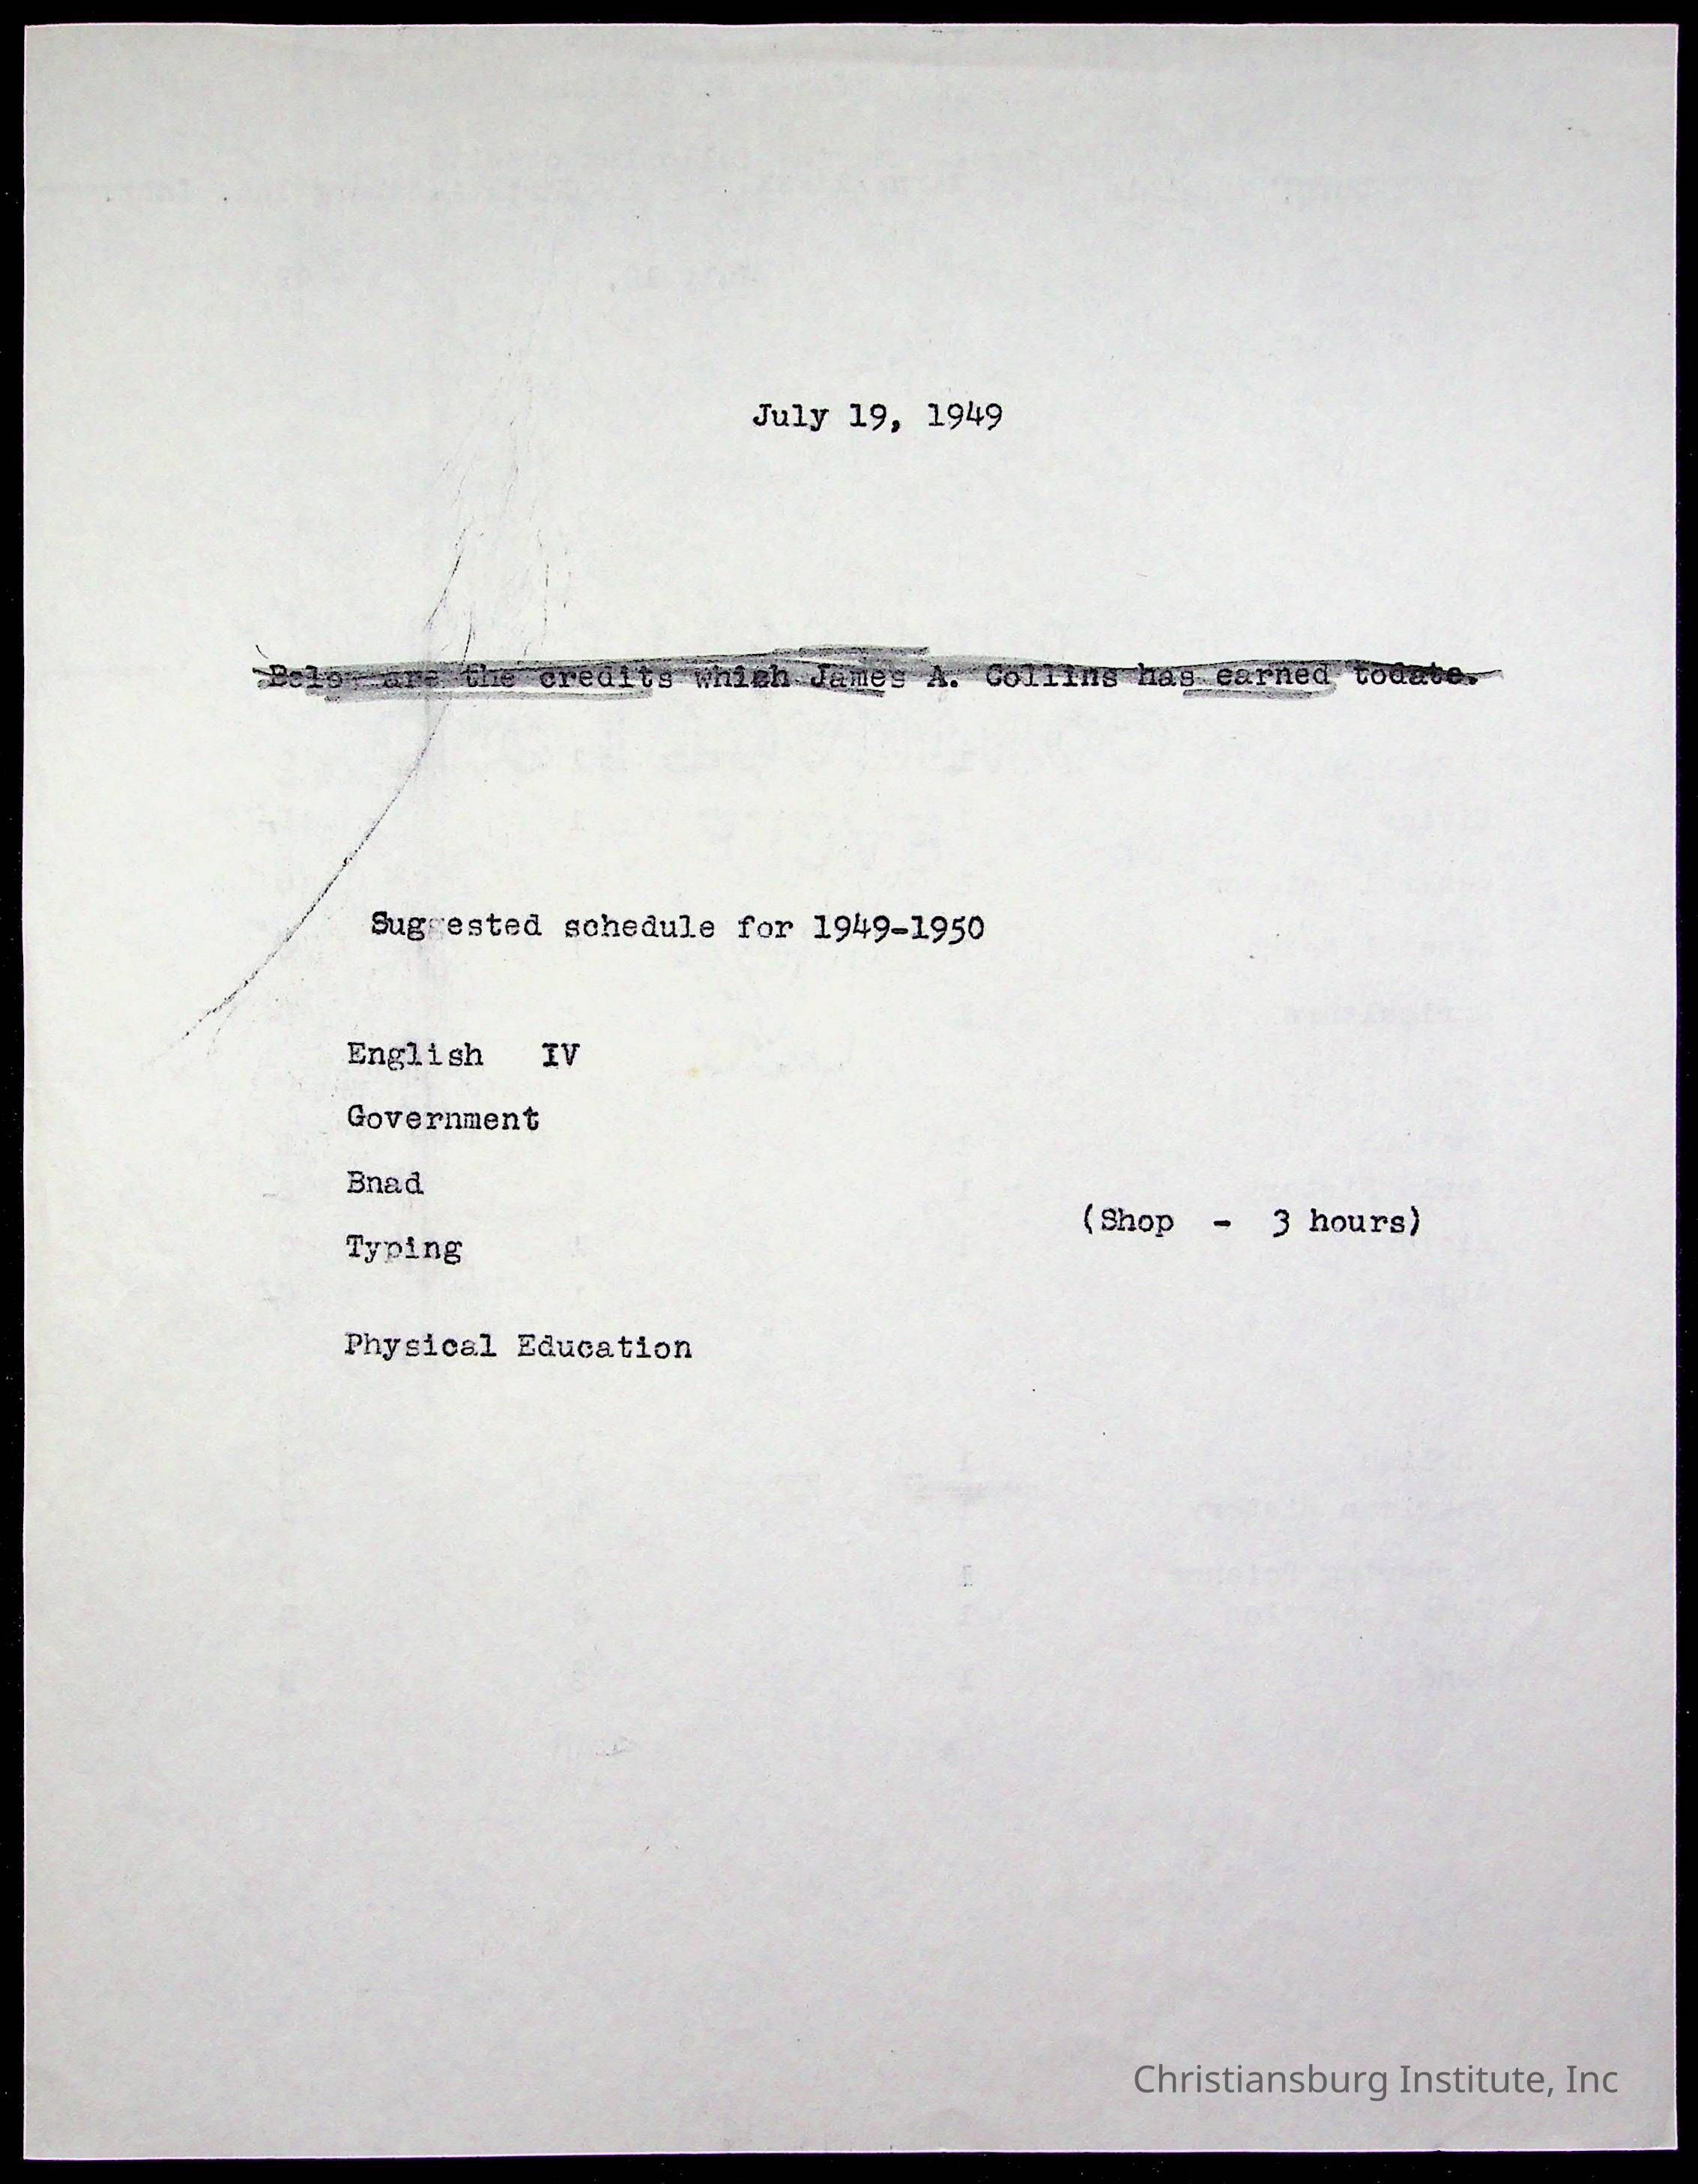 July 19, 1949
Below are the credits which James A. Collins has earned todate.
Suggested schedule for 1949-1950
English IV
Government
Bnad
(Shop - 3 hours)
Typing
Physical Education
Christiansburg Institute, Inc